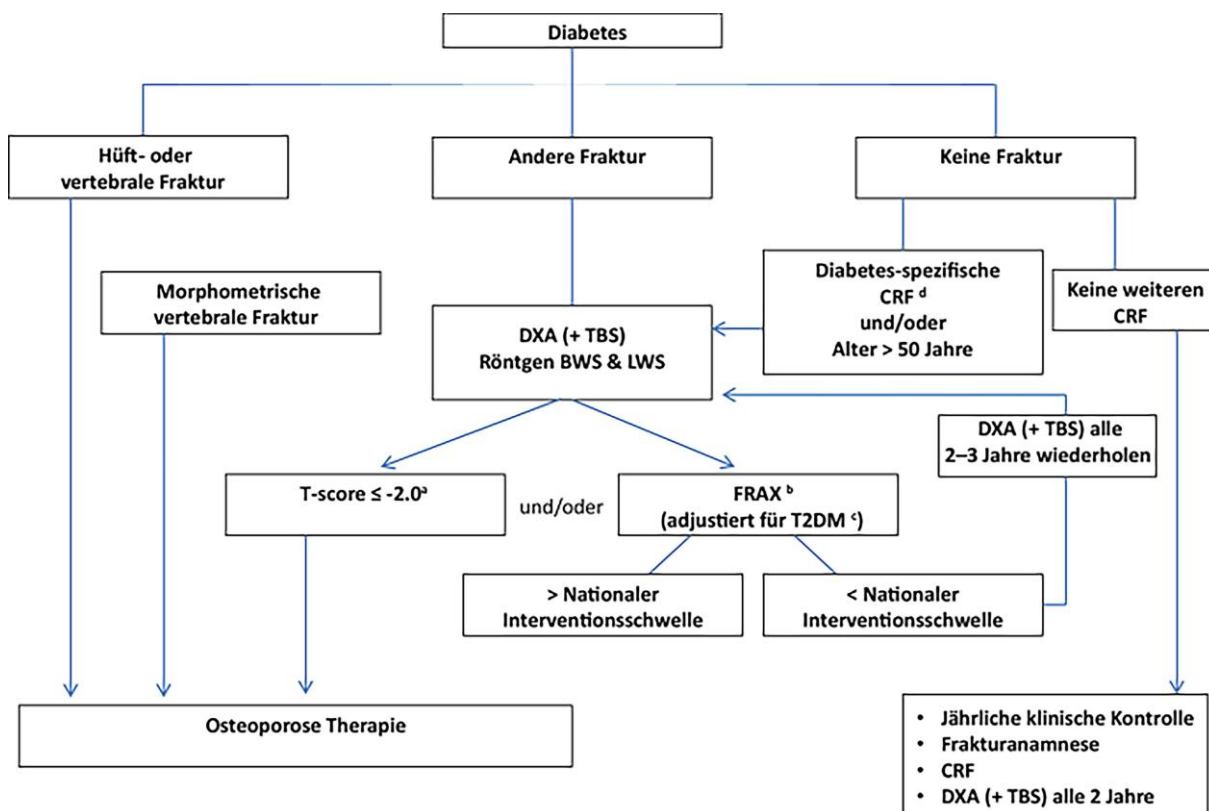 Diabetes
Hüft- oder
vertebrale Fraktur
Andere Fraktur
Keine Fraktur
Morphometrische
vertebrale Fraktur
DXA (+ TBS)
Röntgen BWS & LWS
Diabetes-spezifische
CRF ᵈ
und/oder
Alter > 50 Jahre
Keine weiteren
CRF
DXA (+ TBS) alle
2–3 Jahre wiederholen
T-score ≤ -2.0ᵃ
und/oder
FRAX ᵇ
(adjustiert für T2DM ᶜ)
> Nationaler
Interventionsschwelle
< Nationaler
Interventionsschwelle
Osteoporose Therapie
• Jährliche klinische Kontrolle
• Frakturanamnese
• CRF
• DXA (+ TBS) alle 2 Jahre